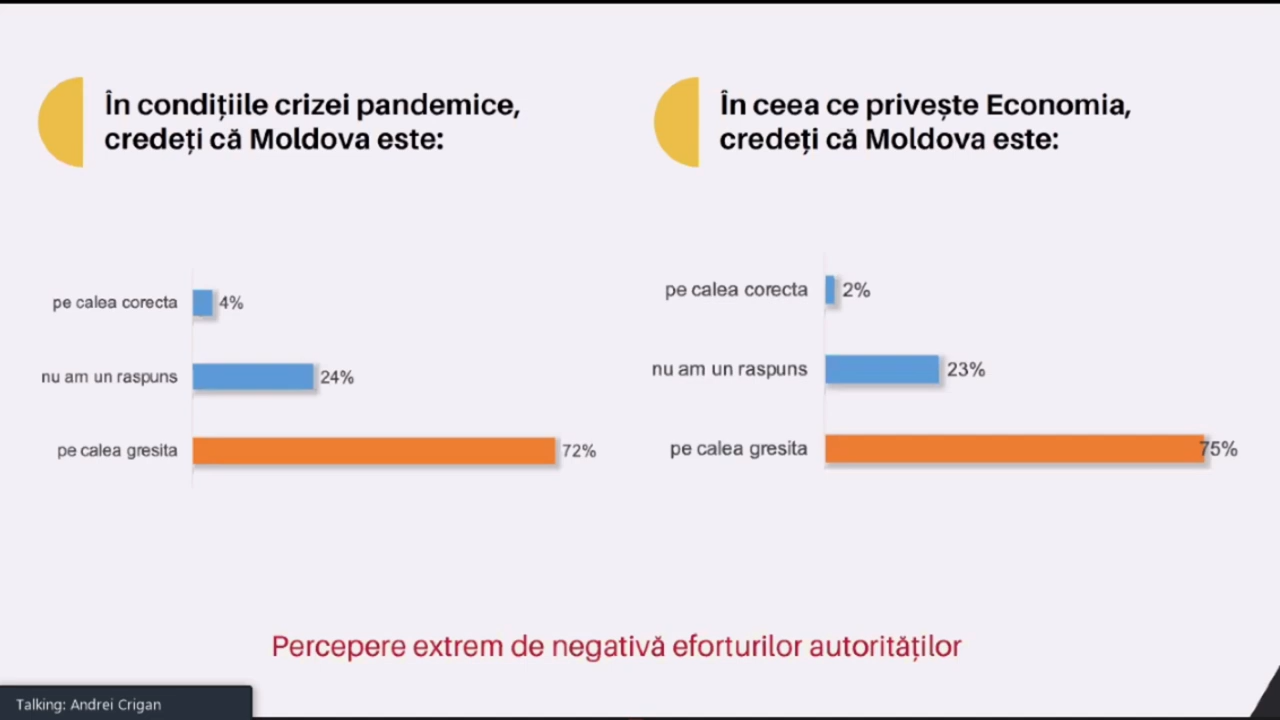 În condițiile crizei pandemice,
credeți că Moldova este:
pe calea corecta 4%
nu am un raspuns 24%
pe calea gresita 72%
În ceea ce privește Economia,
credeți că Moldova este:
pe calea corecta 2%
nu am un raspuns 23%
pe calea gresita 75%
Percepere extrem de negativă eforturilor autorităților
Talking: Andrei Crigan